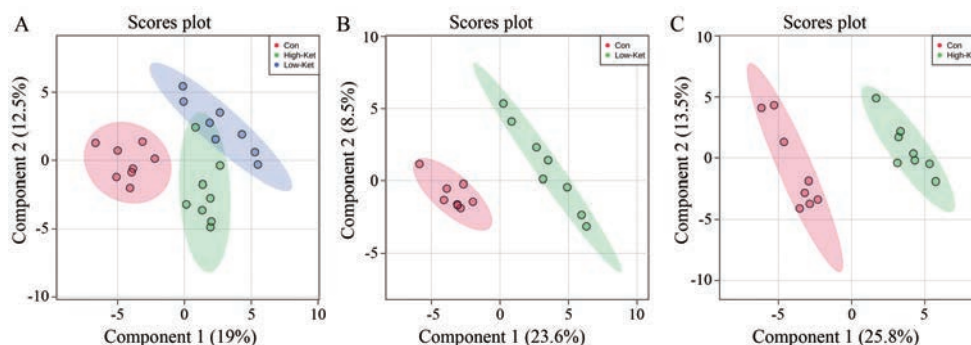 A
Scores plot
Con
High-Ket
Low-Ket
Component 2 (12.5%)
5
0
-5
-10
-5
0
5
10
Component 1 (19%)
B
Scores plot
Con
Low-Ket
Component 2 (8.5%)
10
5
0
-5
-5
0
5
10
Component 1 (23.6%)
C
Scores plot
Con
High-K
Component 2 (13.5%)
10
5
0
-5
-10
-5
0
5
10
Component 1 (25.8%)